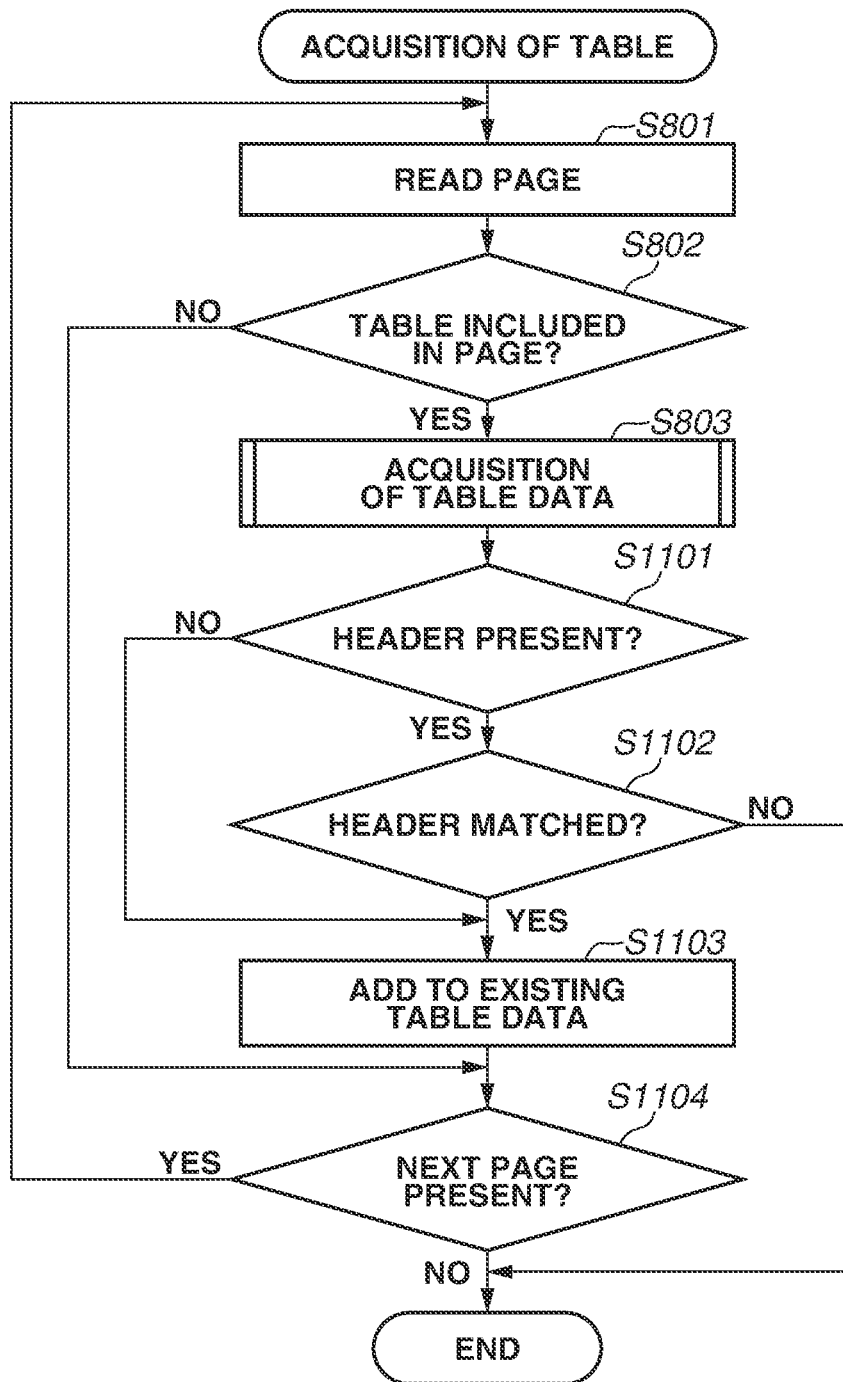 ACQUISITION OF TABLE
S801
READ PAGE
S802
NO
TABLE INCLUDED
IN PAGE?
YES
S803
ACQUISITION
OF TABLE DATA
S1101
NO
HEADER PRESENT?
YES
S1102
HEADER MATCHED?
NO
YES
S1103
ADD TO EXISTING
TABLE DATA
S1104
YES
NEXT PAGE
PRESENT?
NO
END